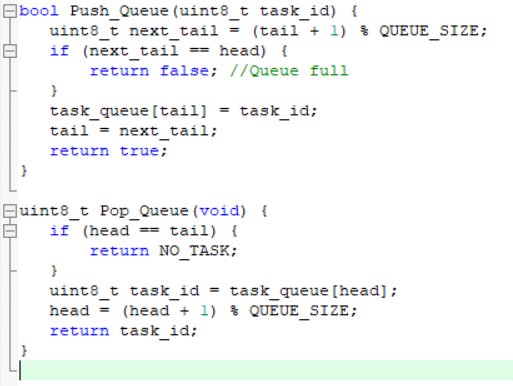 bool Push_Queue(uint8_t task_id) {
    uint8_t next_tail = (tail + 1) % QUEUE_SIZE;
    if (next_tail == head) {
        return false; //Queue full
    }
    task_queue[tail] = task_id;
    tail = next_tail;
    return true;
}

uint8_t Pop_Queue(void) {
    if (head == tail) {
        return NO_TASK;
    }
    uint8_t task_id = task_queue[head];
    head = (head + 1) % QUEUE_SIZE;
    return task_id;
}